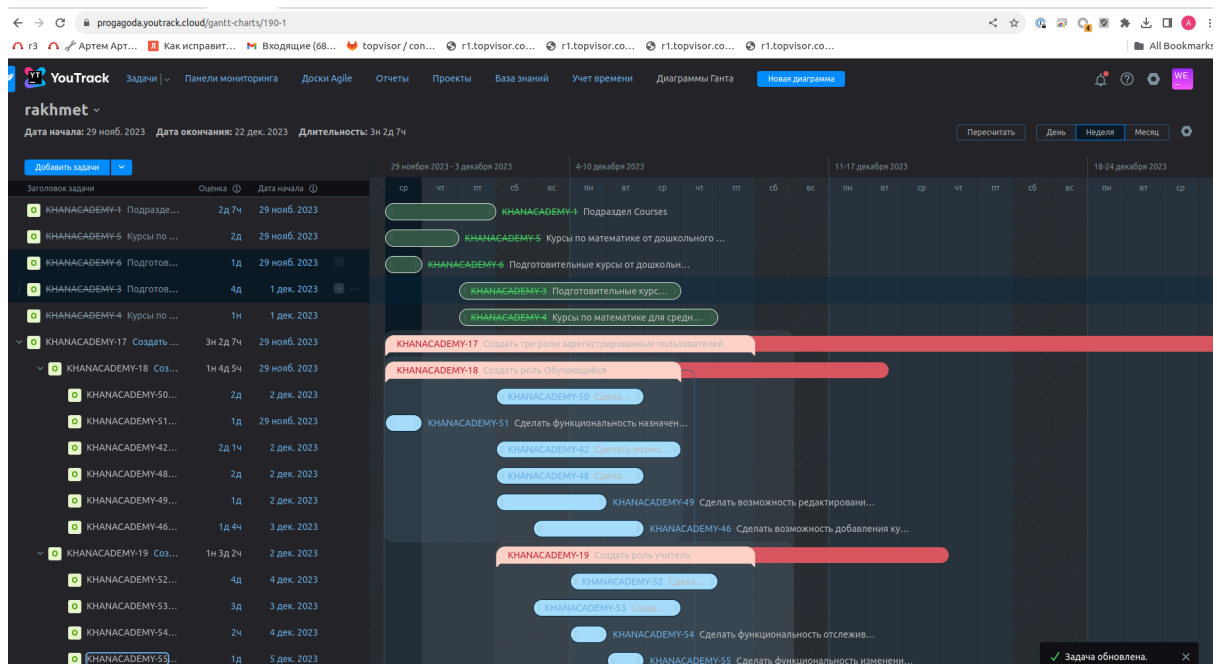 progagoda.youtrack.cloud/gantt-charts/190-1
r3 Артем Арт... Как исправит... Входящие (68... topvisor / con... r1.topvisor.co... r1.topvisor.co... r1.topvisor.co... r1.topvisor.co... All Bookmarks
YouTrack Задачи Панели мониторинга Доски Agile Отчеты Проекты База знаний Учет времени Диаграммы Ганта Новая диаграмма WE
rakhmet
Дата начала: 29 нояб. 2023 Дата окончания: 22 дек. 2023 Длительность: 3н 2д 7ч Пересчитать День Неделя Месяц
Добавить задачи 29 ноября 2023 - 3 декабря 2023 4-10 декабря 2023 11-17 декабря 2023 18-24 декабря 2023
Заголовок задачи Оценка Дата начала ср чт пт сб вс пн вт ср чт пт сб вс пн вт ср чт пт сб вс пн вт ср
KHANACADEMY-1 Подразде... 2д 7ч 29 нояб. 2023 KHANACADEMY-1 Подраздел Courses
KHANACADEMY-5 Курсы по ... 2д 29 нояб. 2023 KHANACADEMY-5 Курсы по математике от дошкольного ...
KHANACADEMY-6 Подготов... 1д 29 нояб. 2023 KHANACADEMY-6 Подготовительные курсы от дошкольн...
KHANACADEMY-3 Подготов... 4д 1 дек. 2023 KHANACADEMY-3 Подготовительные курс...
KHANACADEMY-4 Курсы по ... 1н 1 дек. 2023 KHANACADEMY-4 Курсы по математике для средн...
KHANACADEMY-17 Создать ... 3н 2д 7ч 29 нояб. 2023 KHANACADEMY-17 Создать три роли зарегистрированных пользователей
KHANACADEMY-18 Соз... 1н 4д 5ч 29 нояб. 2023 KHANACADEMY-18 Создать роль Обучающийся
KHANACADEMY-50... 2д 2 дек. 2023 KHANACADEMY-50 Сдела...
KHANACADEMY-51... 1д 29 нояб. 2023 KHANACADEMY-51 Сделать функциональность назначен...
KHANACADEMY-42... 2д 1ч 2 дек. 2023 KHANACADEMY-42 Сделать возмо...
KHANACADEMY-48... 2д 2 дек. 2023 KHANACADEMY-48 Сдела...
KHANACADEMY-49... 1д 2 дек. 2023 KHANACADEMY-49 Сделать возможность редактировани...
KHANACADEMY-46... 1д 4ч 3 дек. 2023 KHANACADEMY-46 Сделать возможность добавления ку...
KHANACADEMY-19 Соз... 1н 3д 2ч 2 дек. 2023 KHANACADEMY-19 Создать роль учитель
KHANACADEMY-52... 4д 4 дек. 2023 KHANACADEMY-52 Сдела...
KHANACADEMY-53... 3д 3 дек. 2023 KHANACADEMY-53 Созда...
KHANACADEMY-54... 2ч 4 дек. 2023 KHANACADEMY-54 Сделать функциональность отслежив...
KHANACADEMY-55... 1д 5 дек. 2023 KHANACADEMY-55 Сделать функциональность изменени... Задача обновлена.